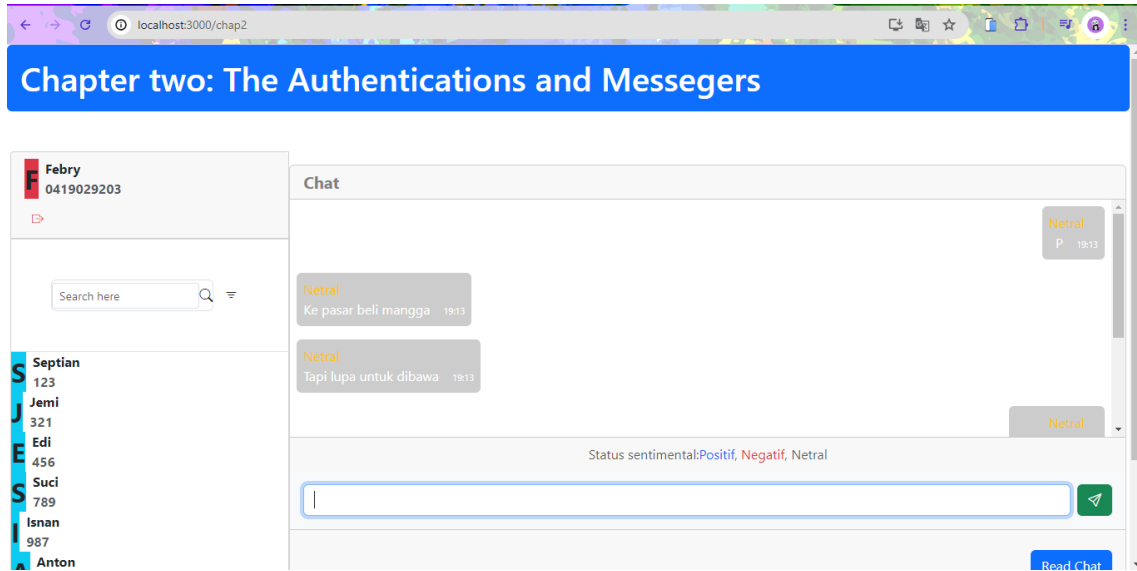 localhost:3000/chap2
Chapter two: The Authentications and Messegers
F
Febry
0419029203
Search here
S
Septian
123
J
Jemi
321
E
Edi
456
S
Suci
789
I
Isnan
987
A
Anton
Chat
Netral
P 19:13
Netral
Ke pasar beli mangga 19:13
Netral
Tapi lupa untuk dibawa 19:13
Netral
Status sentimental:Positif, Negatif, Netral
Read Chat